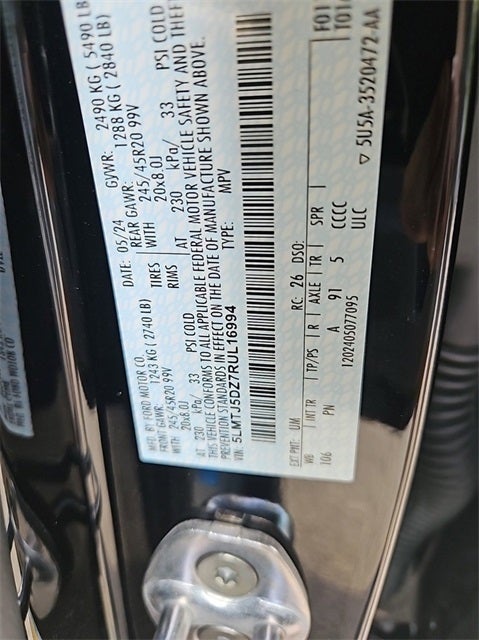 MFD. BY FORD MOTOR CO.
DATE: 05/24 GVWR: 2490 KG ( 5490 LB
FRONT GAWR: 1243 KG ( 2740 LB) REAR GAWR: 1288 KG ( 2840 LB)
WITH 245/45R20 99V TIRES WITH 245/45R20 99V
20x8.0J RIMS 20x8.0J
AT 230 kPa/ 33 PSI COLD AT 230 kPa/ 33 PSI COLD
THIS VEHICLE CONFORMS TO ALL APPLICABLE FEDERAL MOTOR VEHICLE SAFETY AND THEFT
PREVENTION STANDARDS IN EFFECT ON THE DATE OF MANUFACTURE SHOWN ABOVE.
VIN: 5LMTJ5DZ7RUL16994 TYPE: MPV
EXT PNT: UM RC: 26 DSO: F01
WB INT TR TP/PS R AXLE TR SPR T01
106 PN A 91 5 CCCC
1202405077095 ULC
▽ 5U5A-3520472-AA